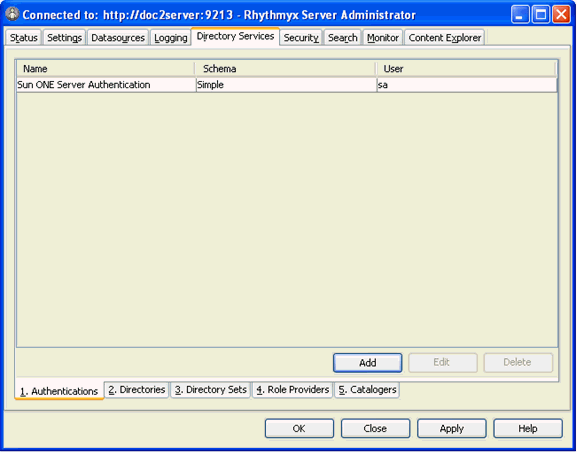 Connected to: http://doc2server:9213 - Rhythmyx Server Administrator
Status Settings Datasources Logging Directory Services Security Search Monitor Content Explorer
Name Schema User
Sun ONE Server Authentication Simple sa
Add Edit Delete
1. Authentications 2. Directories 3. Directory Sets 4. Role Providers 5. Catalogers
OK Close Apply Help